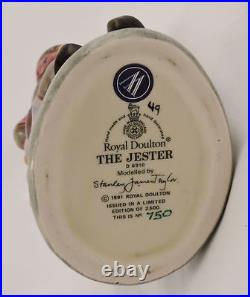 49
Royal Doulton
THE JESTER
D 6910
Modelled by
Stanley James Taylor
© 1991 ROYAL DOULTON
ISSUED IN A LIMITED
EDITION OF 2,500.
THIS IS Nº 750